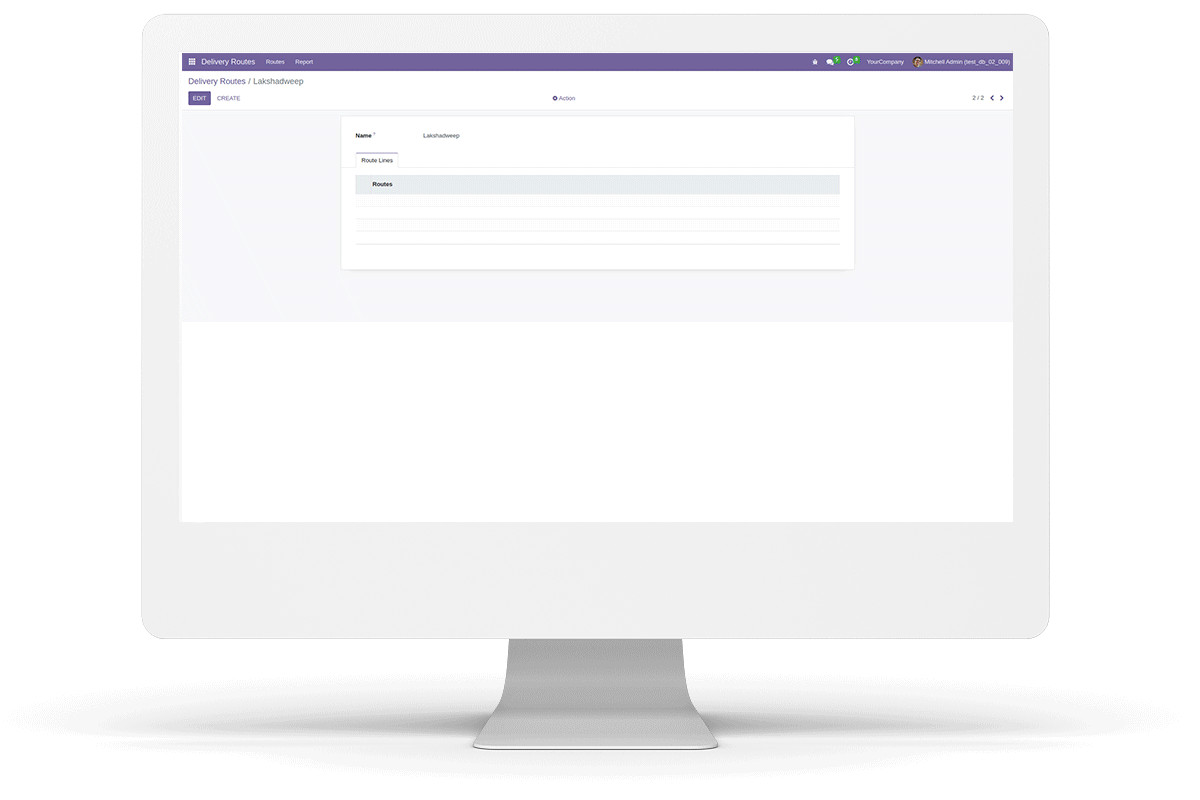 Delivery Routes Routes Report 5 8 YourCompany Mitchell Admin (test_db_02_009)
Delivery Routes / Lakshadweep
EDIT CREATE Action 2 / 2
Name ? Lakshadweep
Route Lines
Routes